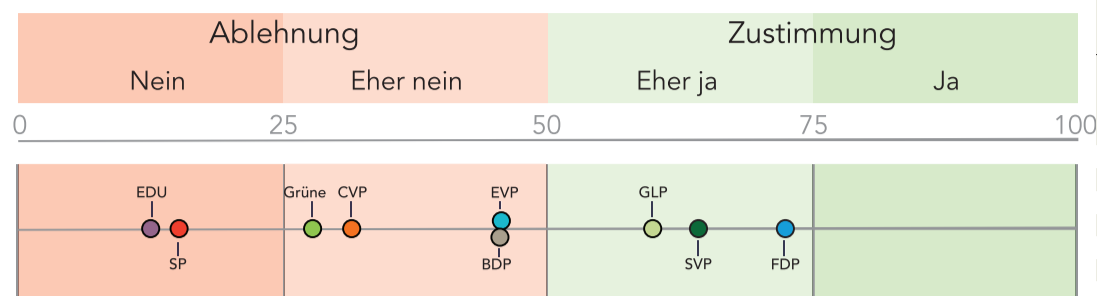 Ablehnung Zustimmung
Nein Eher nein Eher ja Ja
0 25 50 75 100
EDU Grüne CVP EVP GLP
SP BDP SVP FDP